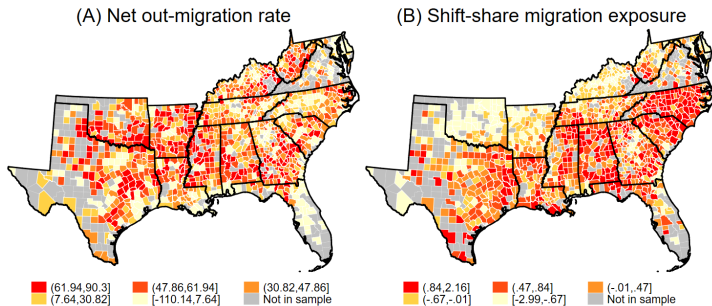 (A) Net out-migration rate
(61.94,90.3] (47.86,61.94] (30.82,47.86]
(7.64,30.82] [-110.14,7.64] Not in sample
(B) Shift-share migration exposure
(.84,2.16] (.47,.84] (-.01,.47]
(-.67,-.01] [-2.99,-.67] Not in sample